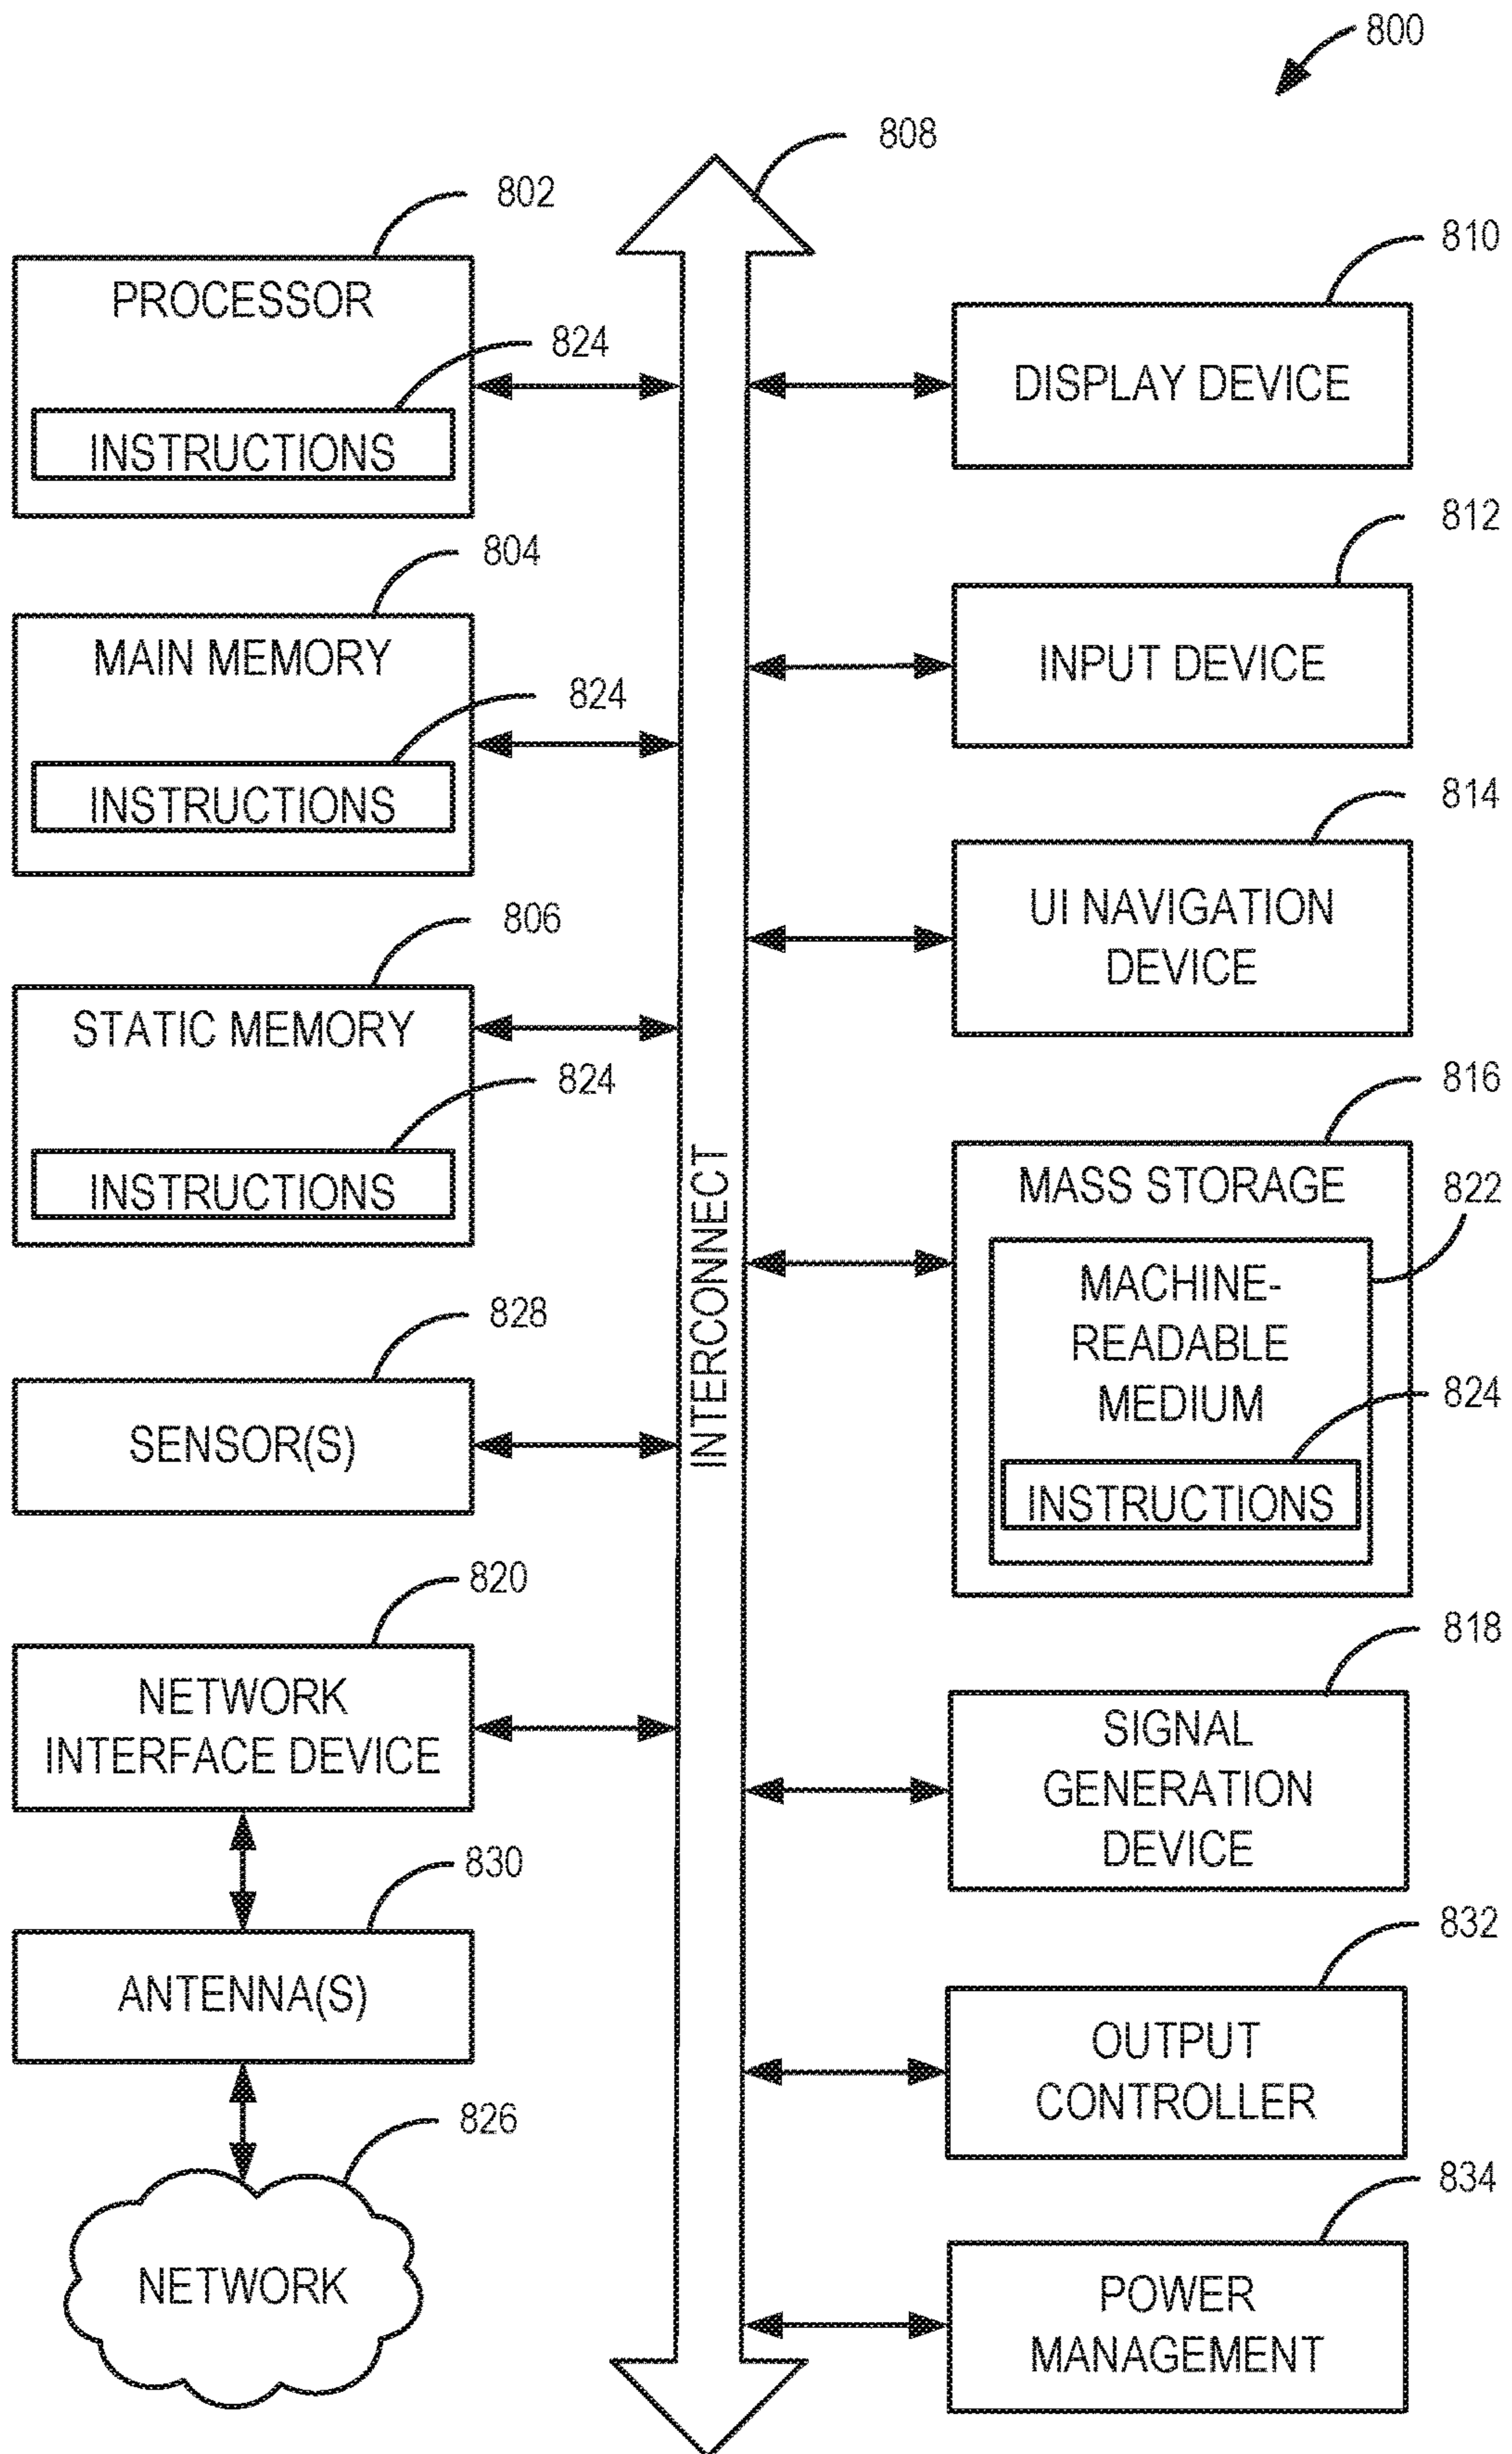 800
808
802
PROCESSOR
824
INSTRUCTIONS
804
MAIN MEMORY
824
INSTRUCTIONS
806
STATIC MEMORY
824
INSTRUCTIONS
828
SENSOR(S)
820
NETWORK
INTERFACE DEVICE
830
ANTENNA(S)
826
NETWORK
INTERCONNECT
810
DISPLAY DEVICE
812
INPUT DEVICE
814
UI NAVIGATION
DEVICE
816
MASS STORAGE
822
MACHINE-
READABLE
MEDIUM
824
INSTRUCTIONS
818
SIGNAL
GENERATION
DEVICE
832
OUTPUT
CONTROLLER
834
POWER
MANAGEMENT